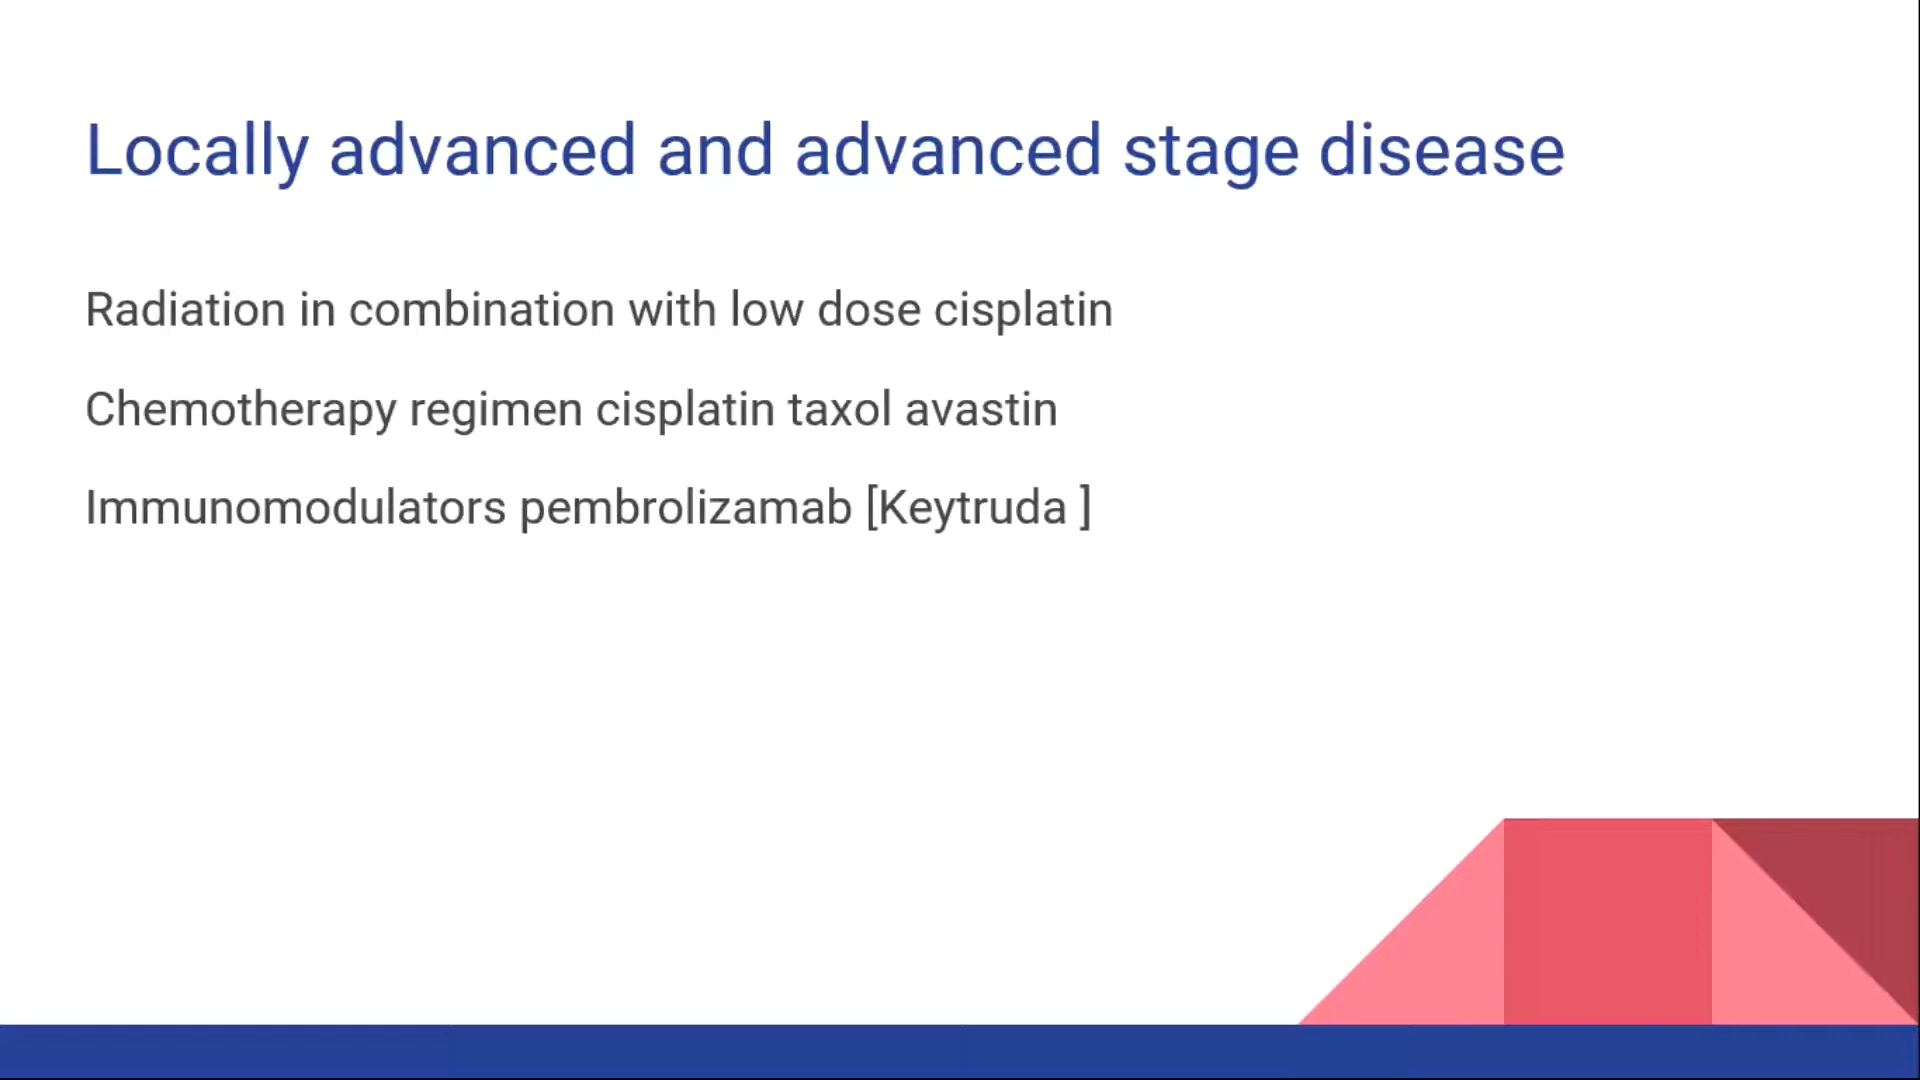 Locally advanced and advanced stage disease
Radiation in combination with low dose cisplatin
Chemotherapy regimen cisplatin taxol avastin
Immunomodulators pembrolizamab [Keytruda ]